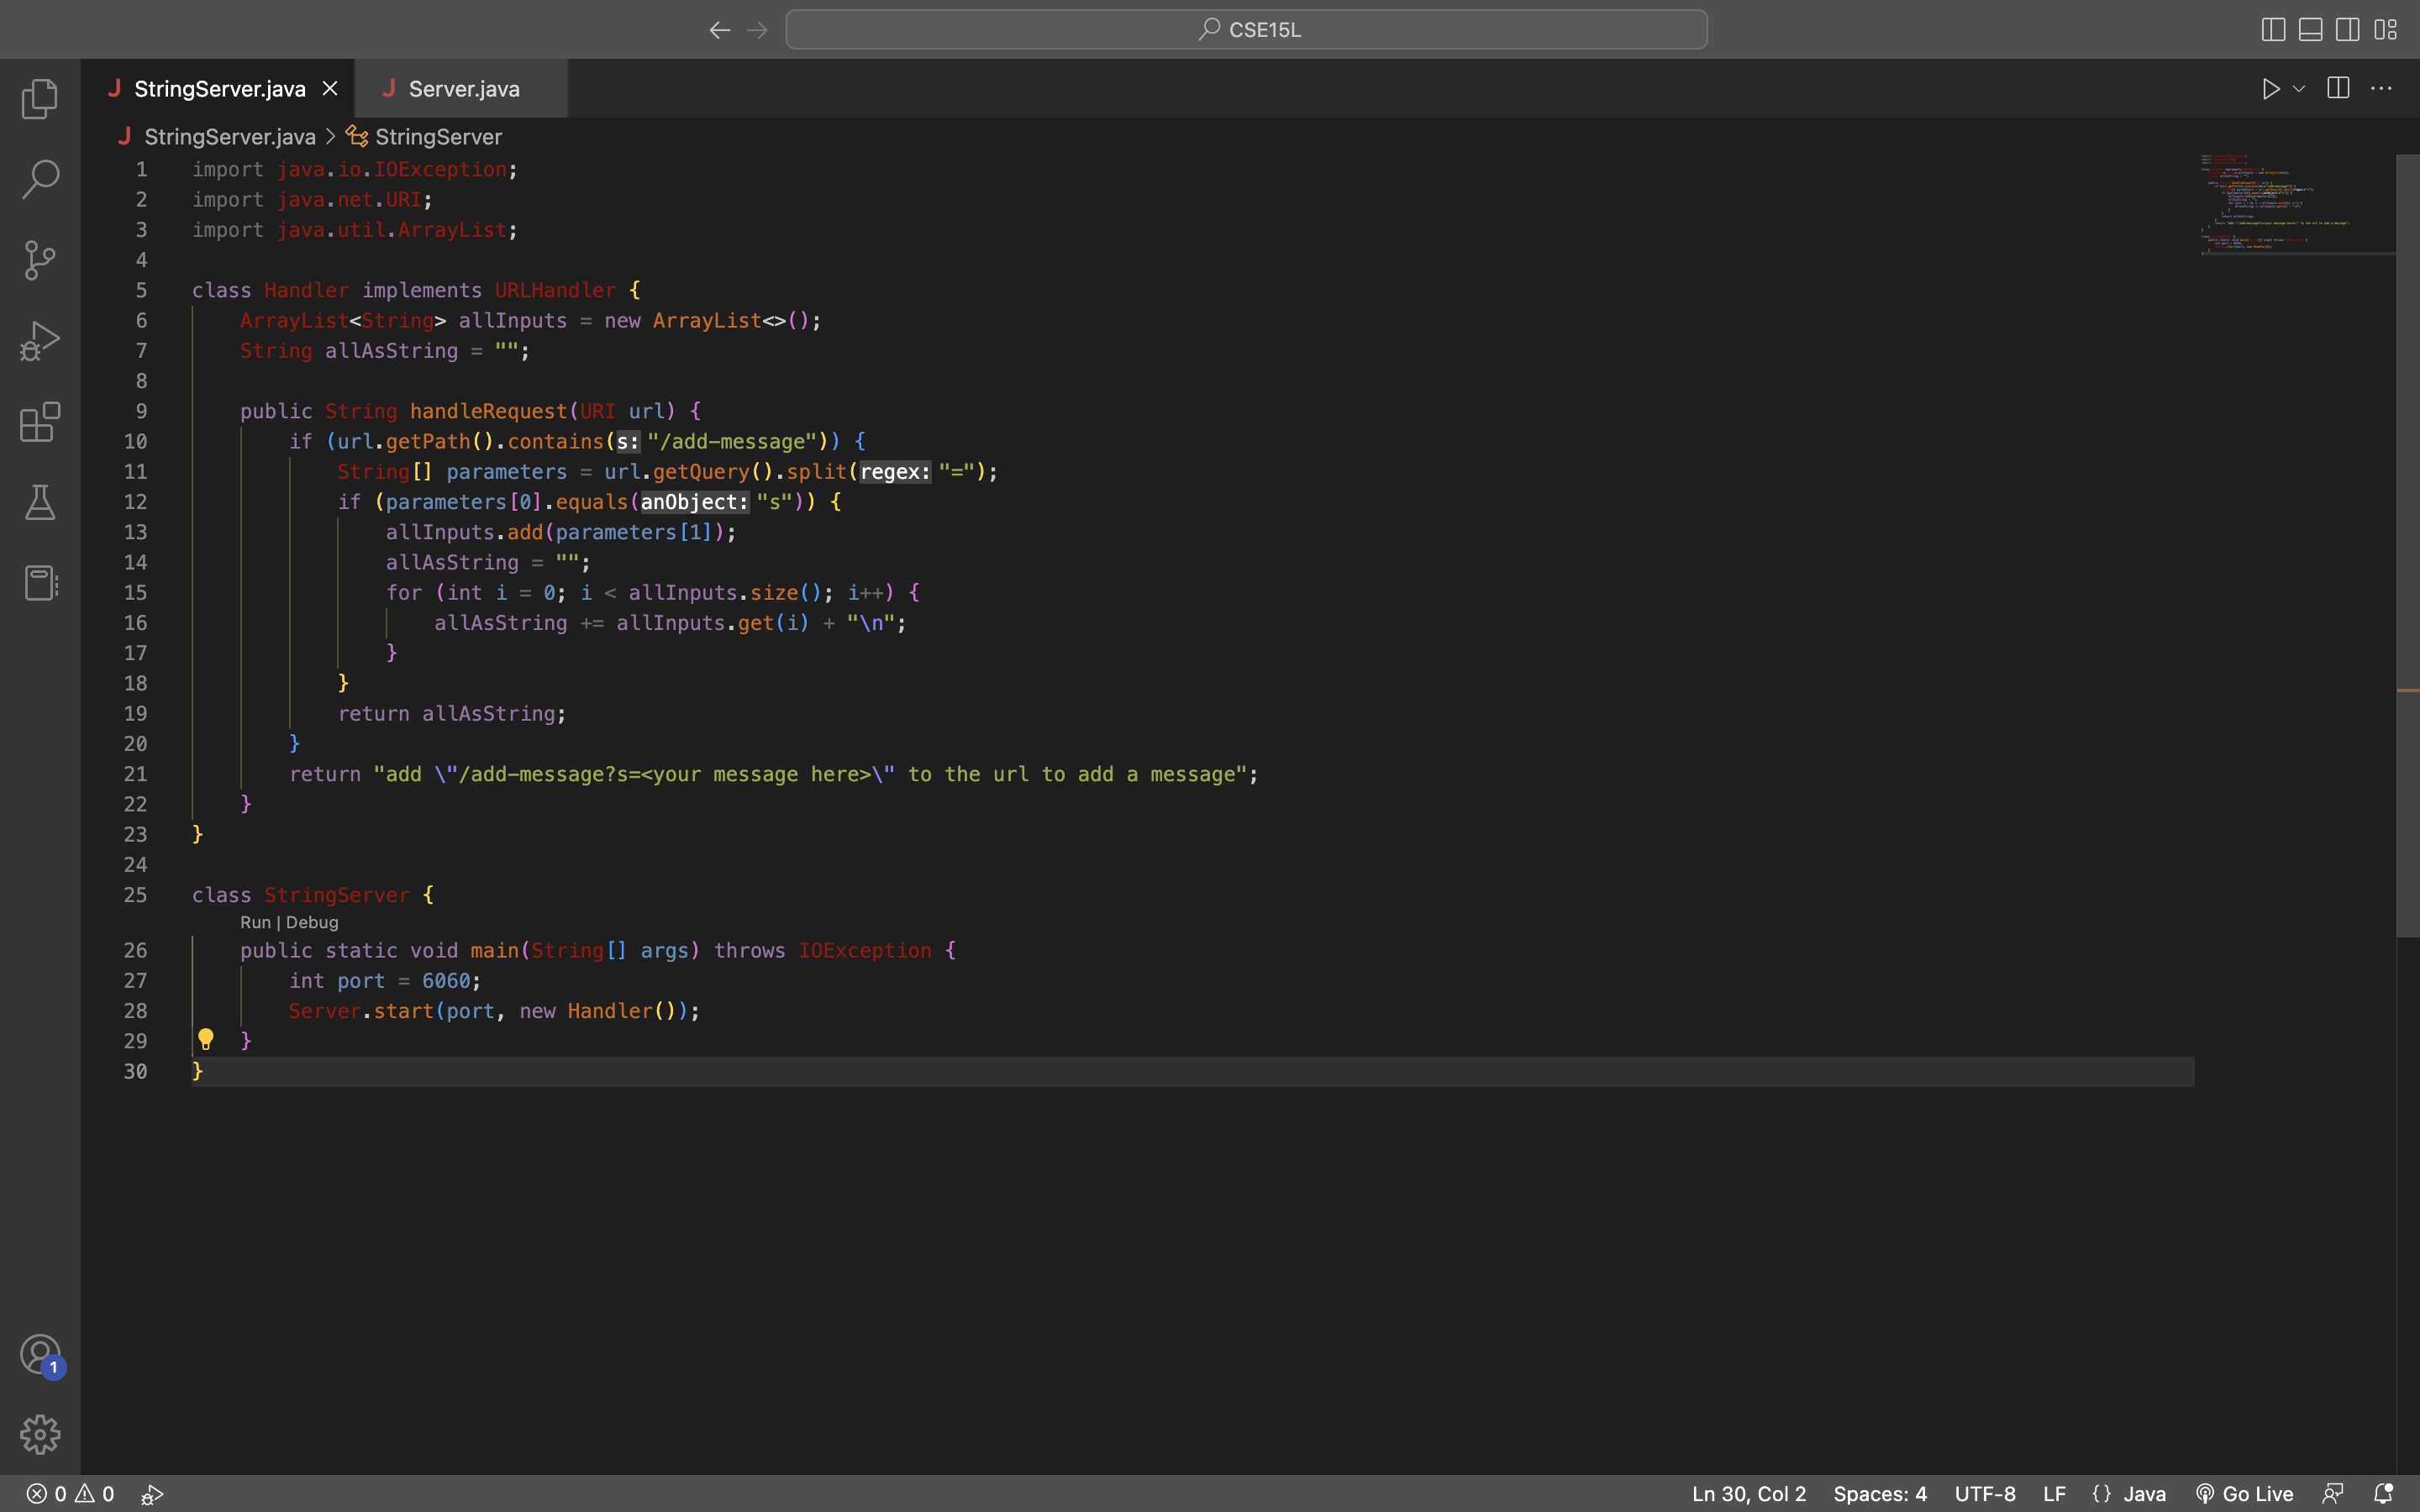 CSE15L
StringServer.java
Server.java
StringServer.java > StringServer
1 import java.io.IOException;
2 import java.net.URI;
3 import java.util.ArrayList;
4
5 class Handler implements URLHandler {
6 ArrayList<String> allInputs = new ArrayList<>();
7 String allAsString = "";
8
9 public String handleRequest(URI url) {
10 if (url.getPath().contains(s: "/add-message")) {
11 String[] parameters = url.getQuery().split(regex: "=");
12 if (parameters[0].equals(anObject: "s")) {
13 allInputs.add(parameters[1]);
14 allAsString = "";
15 for (int i = 0; i < allInputs.size(); i++) {
16 allAsString += allInputs.get(i) + "\n";
17 }
18 }
19 return allAsString;
20 }
21 return "add \"/add-message?s=<your message here>\" to the url to add a message";
22 }
23 }
24
25 class StringServer {
Run | Debug
26 public static void main(String[] args) throws IOException {
27 int port = 6060;
28 Server.start(port, new Handler());
29 }
30 }
1
0 0 Ln 30, Col 2 Spaces: 4 UTF-8 LF {} Java Go Live